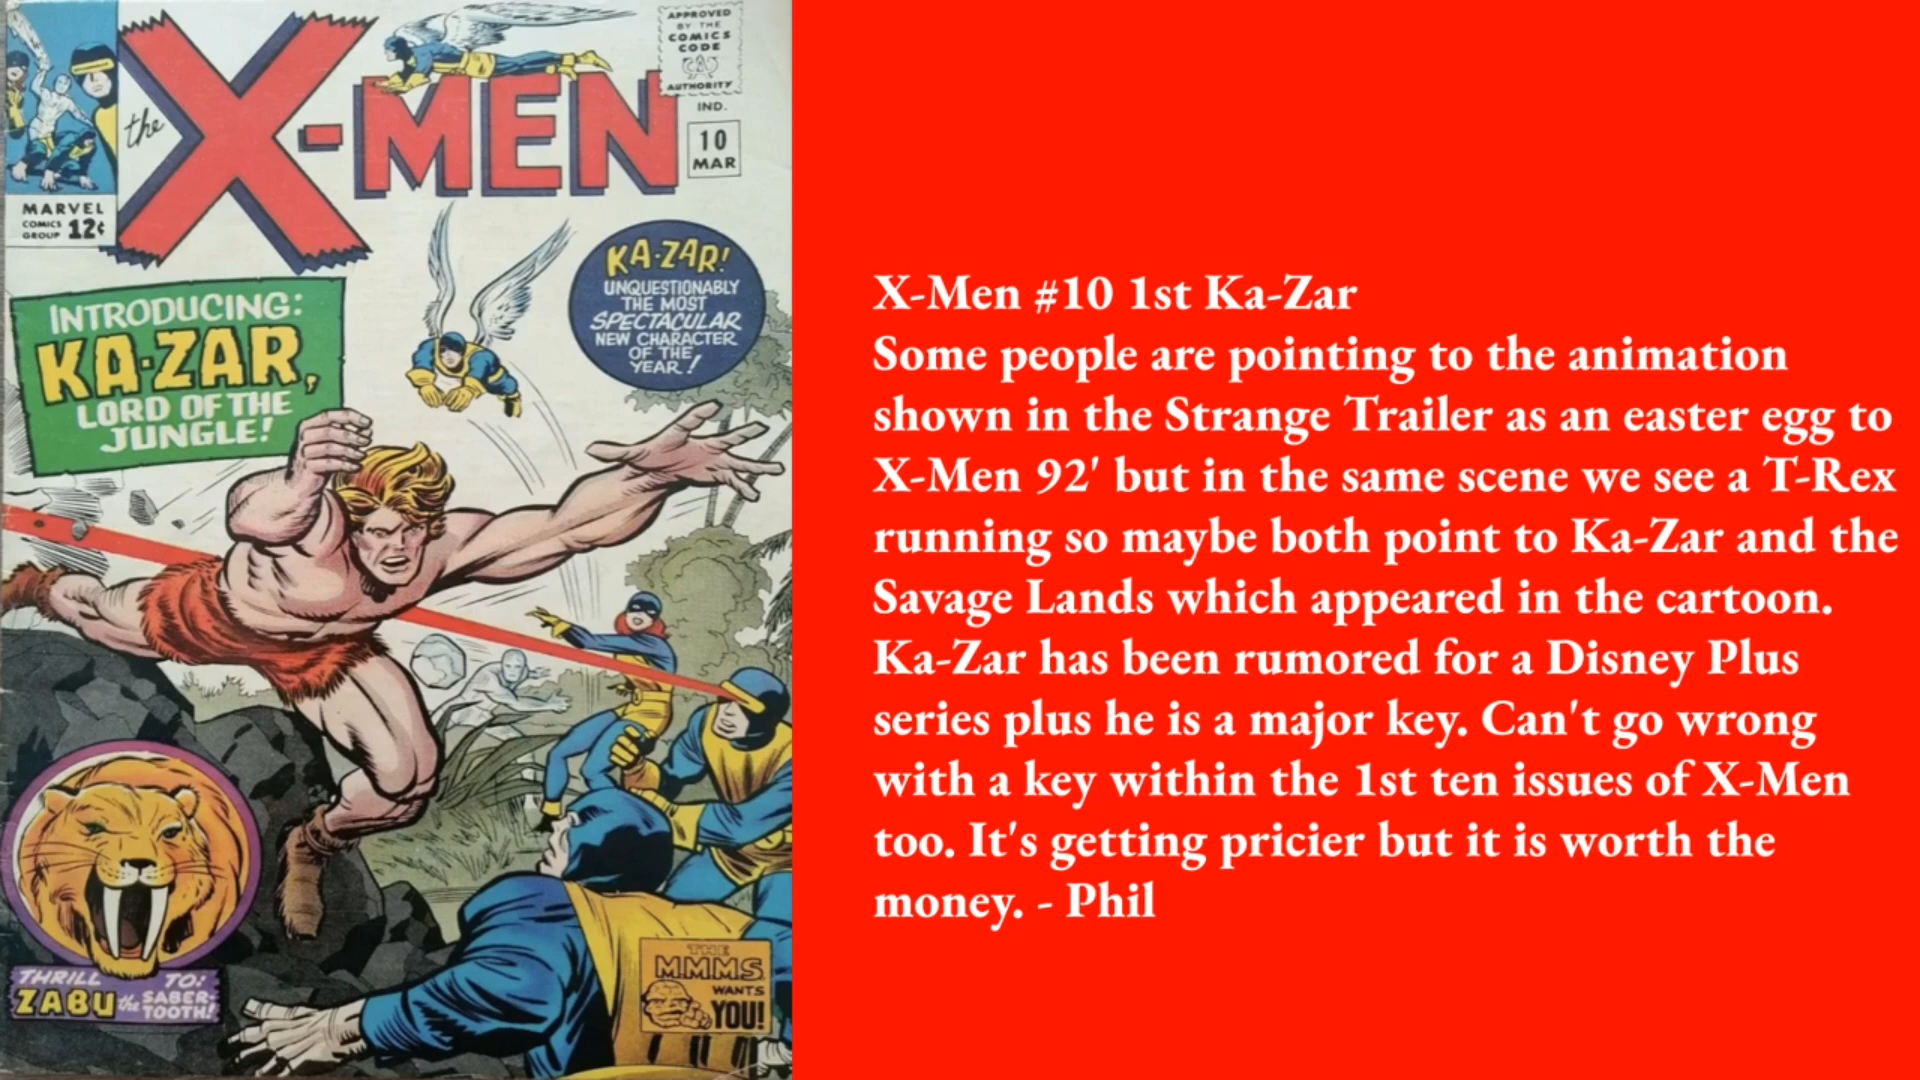 the
X-MEN
APPROVED
BY THE
COMICS
CODE
AUTHORITY
IND.
10
MAR
MARVEL
COMICS
GROUP 12¢
INTRODUCING:
KA-ZAR,
LORD OF THE
JUNGLE!
KA-ZAR!
UNQUESTIONABLY
THE MOST
SPECTACULAR
NEW CHARACTER
OF THE
YEAR!
THRILL TO:
ZABU the SABER-
TOOTH!
THE
M.M.M.S.
WANTS
YOU!
X-Men #10 1st Ka-Zar
Some people are pointing to the animation
shown in the Strange Trailer as an easter egg to
X-Men 92' but in the same scene we see a T-Rex
running so maybe both point to Ka-Zar and the
Savage Lands which appeared in the cartoon.
Ka-Zar has been rumored for a Disney Plus
series plus he is a major key. Can't go wrong
with a key within the 1st ten issues of X-Men
too. It's getting pricier but it is worth the
money. - Phil